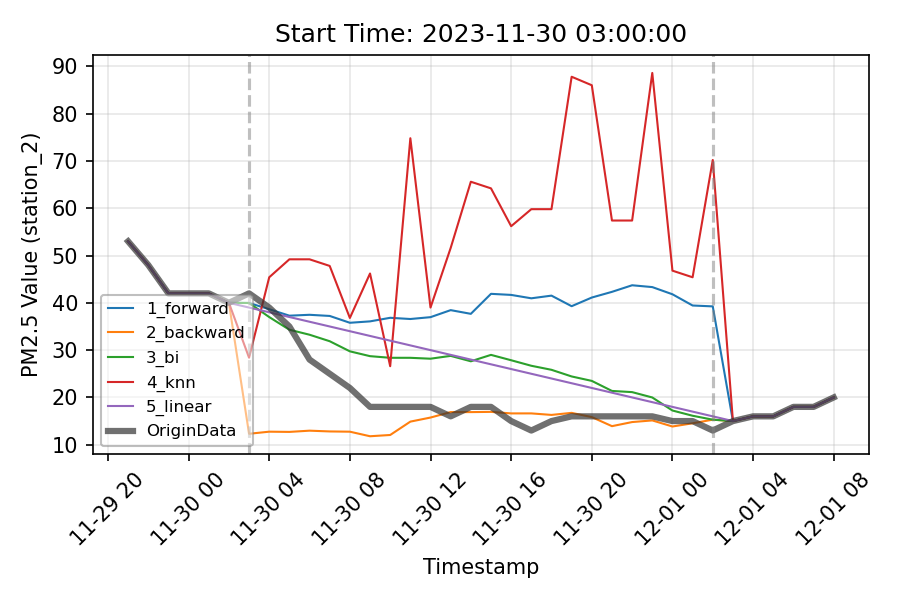 Start Time: 2023-11-30 03:00:00
PM2.5 Value (station_2)
90
80
70
60
50
40
30
20
10
1_forward
2_backward
3_bi
4_knn
5_linear
OriginData
11-29 20
11-30 00
11-30 04
11-30 08
11-30 12
11-30 16
11-30 20
12-01 00
12-01 04
12-01 08
Timestamp